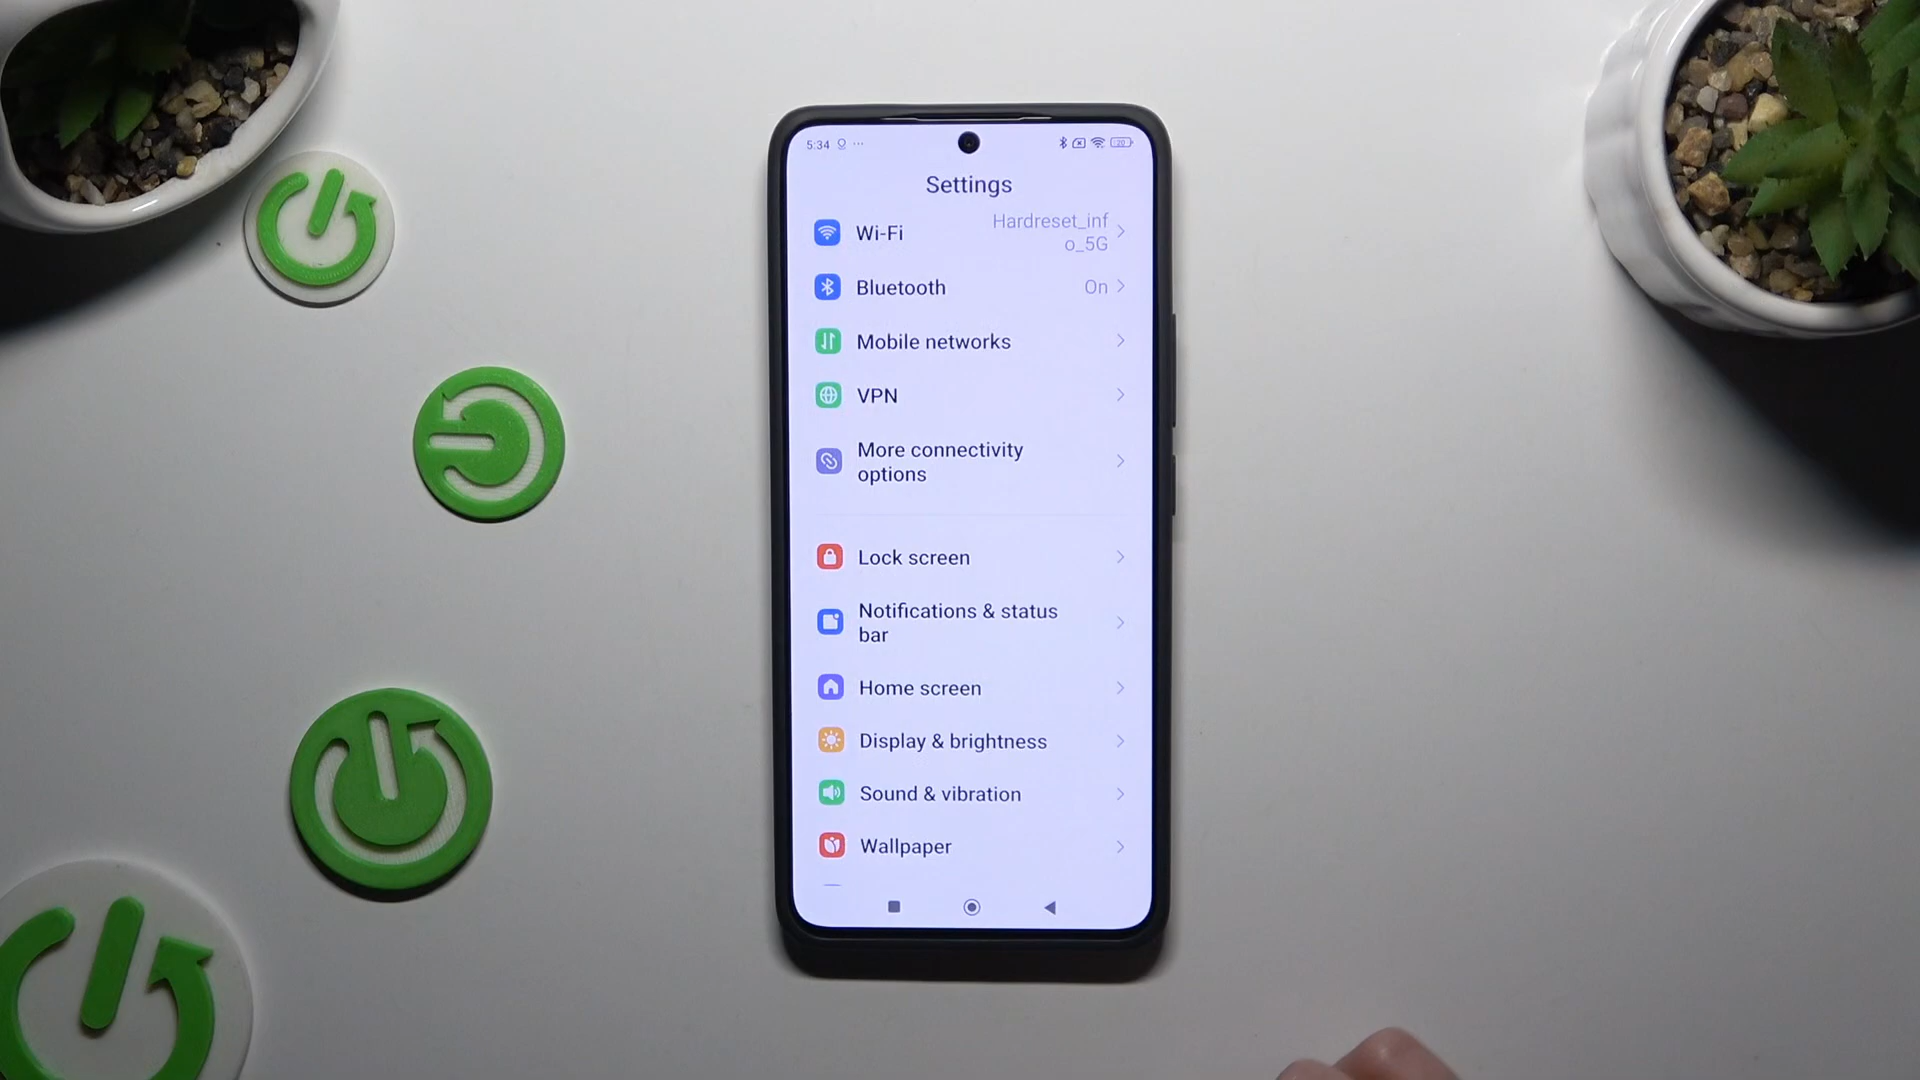 5:34
20
Settings
Wi-Fi
Hardreset_inf
o_5G
Bluetooth
On
Mobile networks
VPN
More connectivity
options
Lock screen
Notifications & status
bar
Home screen
Display & brightness
Sound & vibration
Wallpaper